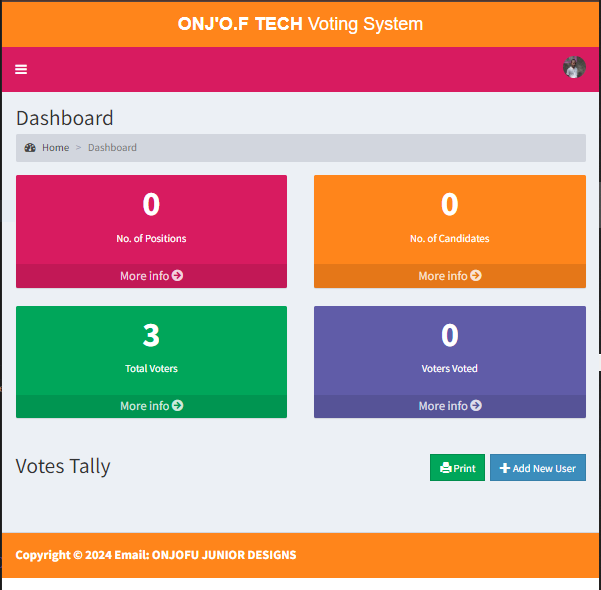 ONJ'O.F TECH Voting System
Dashboard
Home > Dashboard
0
No. of Positions
More info
0
No. of Candidates
More info
3
Total Voters
More info
0
Voters Voted
More info
Votes Tally
Print
Add New User
Copyright © 2024 Email: ONJOFU JUNIOR DESIGNS